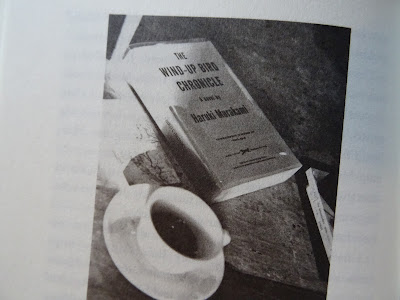 THE
WIND-UP BIRD
CHRONICLE
A NOVEL BY
Haruki Murakami